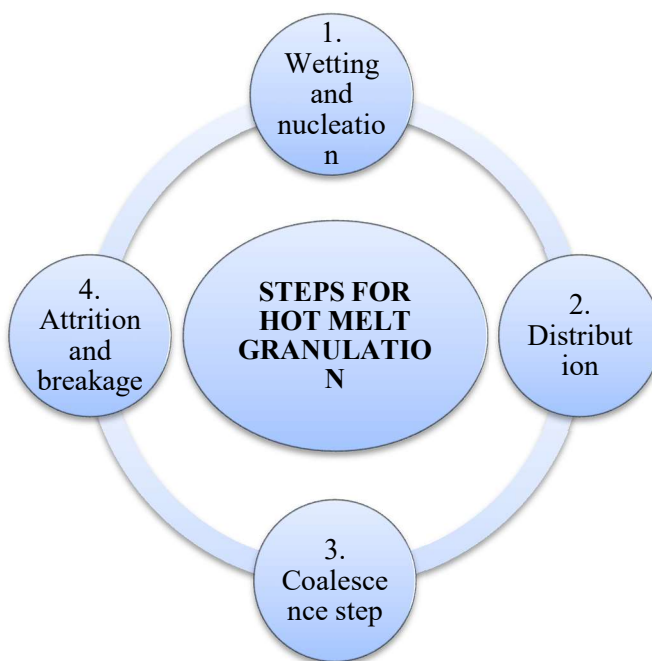 1.
Wetting
and
nucleatio
n
STEPS FOR
HOT MELT
GRANULATIO
N
2.
Distribut
ion
3.
Coalesce
nce step
4.
Attrition
and
breakage